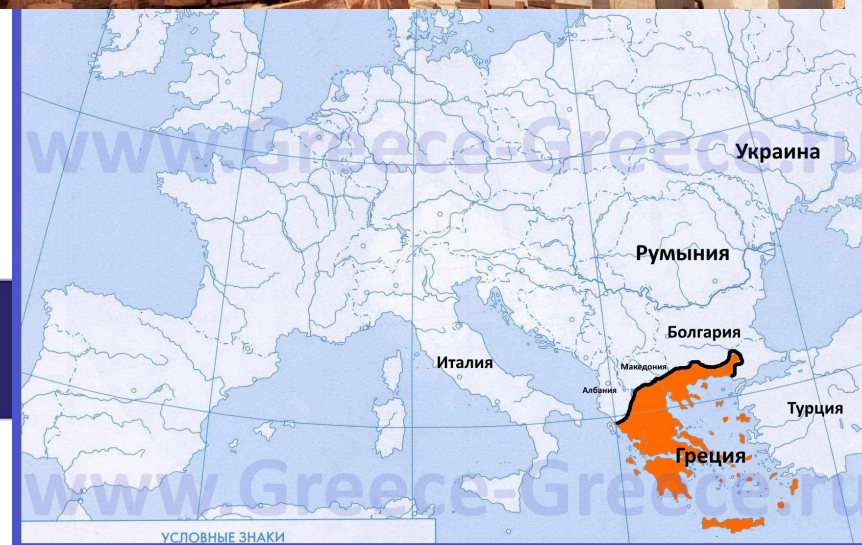 www.Greece-Greece.ru
Украина
Румыния
Болгария
Италия
Македония
Албания
Турция
Греция
www.Greece-Greece.ru
УСЛОВНЫЕ ЗНАКИ